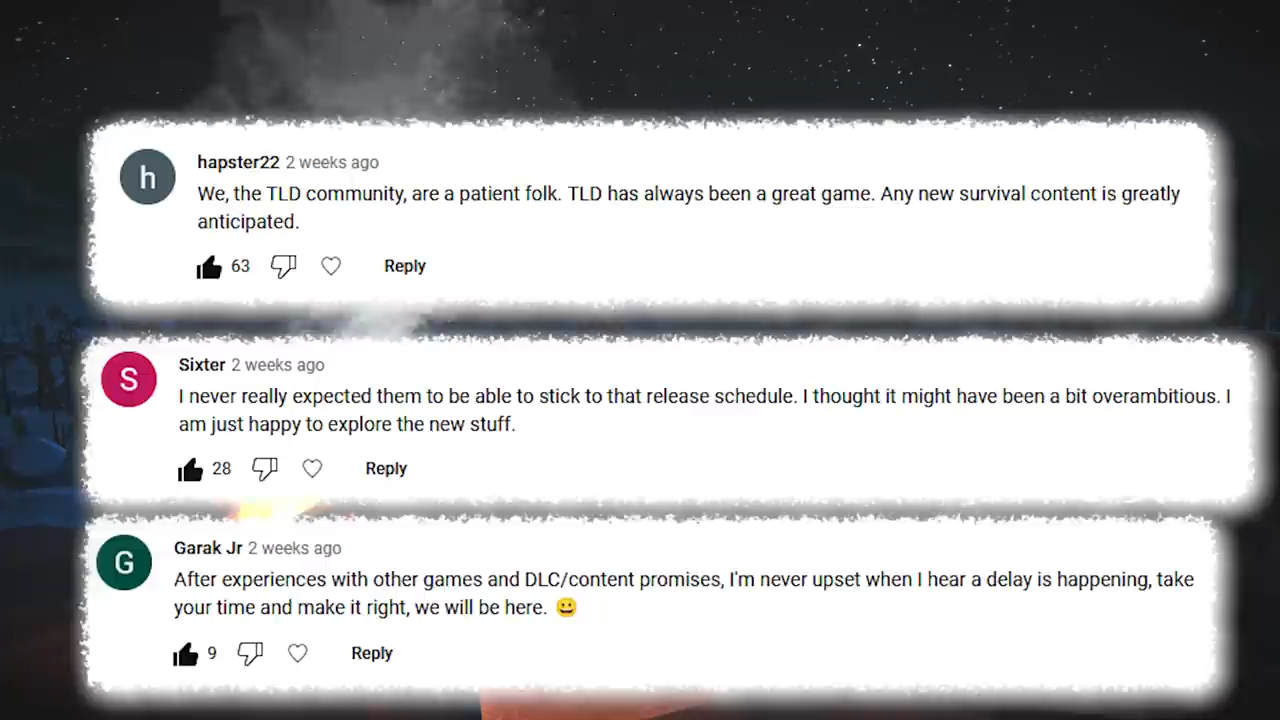 h
hapster22 2 weeks ago
We, the TLD community, are a patient folk. TLD has always been a great game. Any new survival content is greatly
anticipated.
63 Reply
S
Sixter 2 weeks ago
I never really expected them to be able to stick to that release schedule. I thought it might have been a bit overambitious. I
am just happy to explore the new stuff.
28 Reply
G
Garak Jr 2 weeks ago
After experiences with other games and DLC/content promises, I'm never upset when I hear a delay is happening, take
your time and make it right, we will be here. 😀
9 Reply